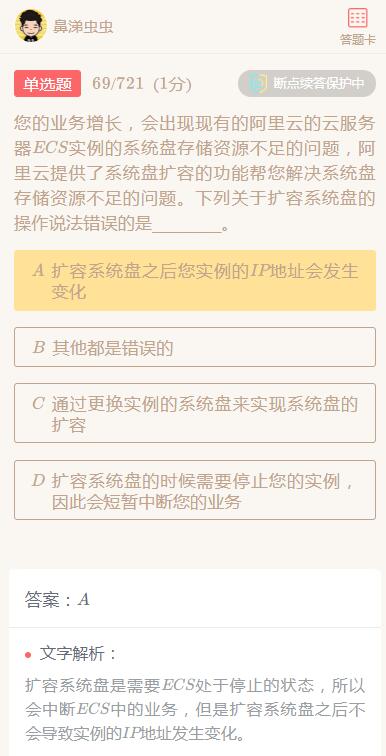 鼻涕虫虫
答题卡
单选题 69/721 (1分) 断点续答保护中
您的业务增长，会出现现有的阿里云的云服务
器ECS实例的系统盘存储资源不足的问题，阿
里云提供了系统盘扩容的功能帮您解决系统盘
存储资源不足的问题。下列关于扩容系统盘的
操作说法错误的是________。
A 扩容系统盘之后您实例的IP地址会发生
变化
B 其他都是错误的
C 通过更换实例的系统盘来实现系统盘的
扩容
D 扩容系统盘的时候需要停止您的实例，
因此会短暂中断您的业务
答案：A
文字解析：
扩容系统盘是需要ECS处于停止的状态，所以
会中断ECS中的业务，但是扩容系统盘之后不
会导致实例的IP地址发生变化。